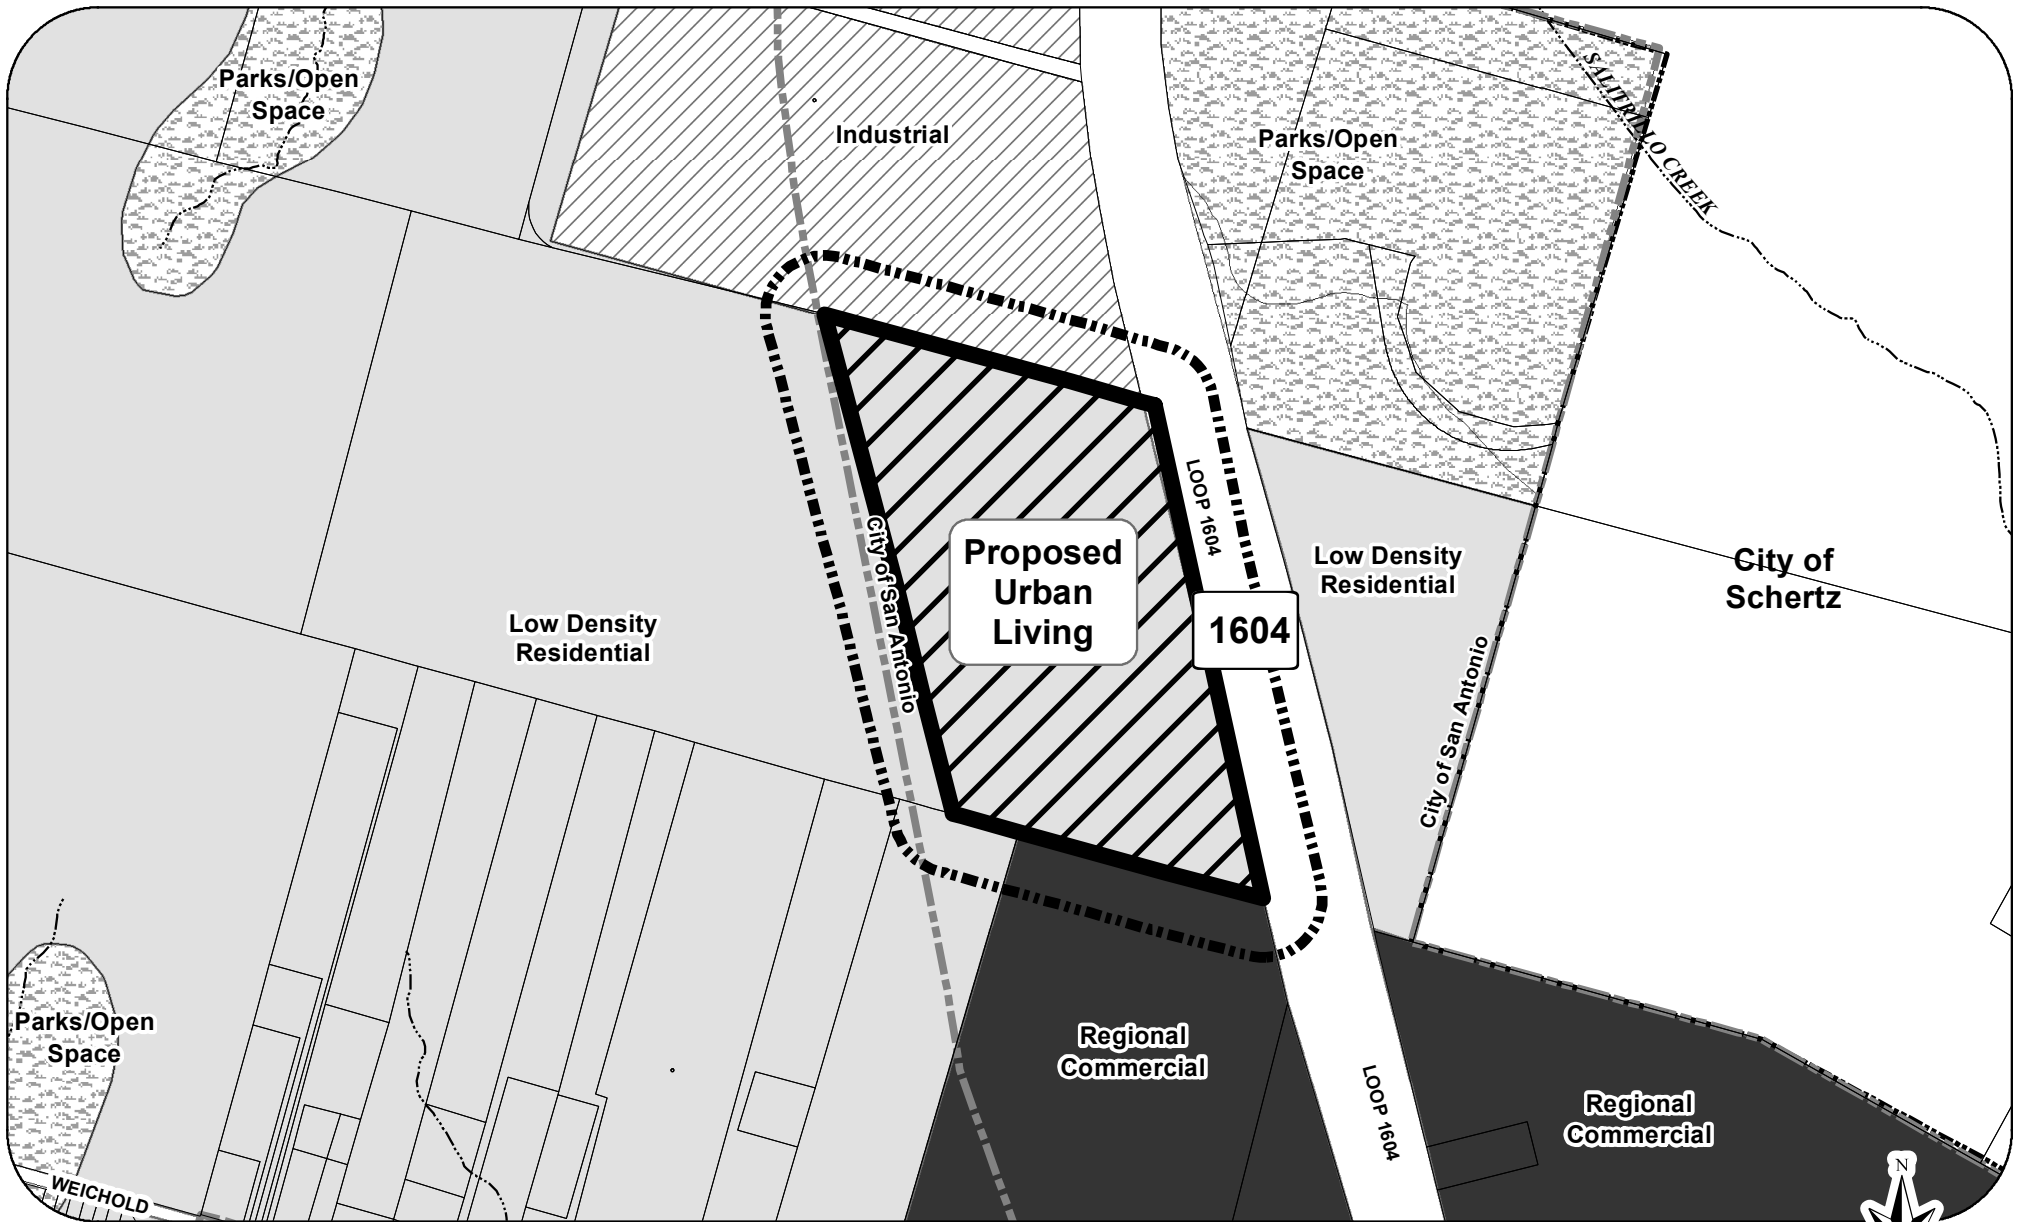 Parks/Open
Space
Industrial
Parks/Open
Space
SALITRILLO CREEK
LOOP 1604
City of San Antonio
Proposed
Urban
Living
1604
Low Density
Residential
City of
Schertz
Low Density
Residential
City of San Antonio
Parks/Open
Space
Regional
Commercial
LOOP 1604
Regional
Commercial
WEICHOLD
N